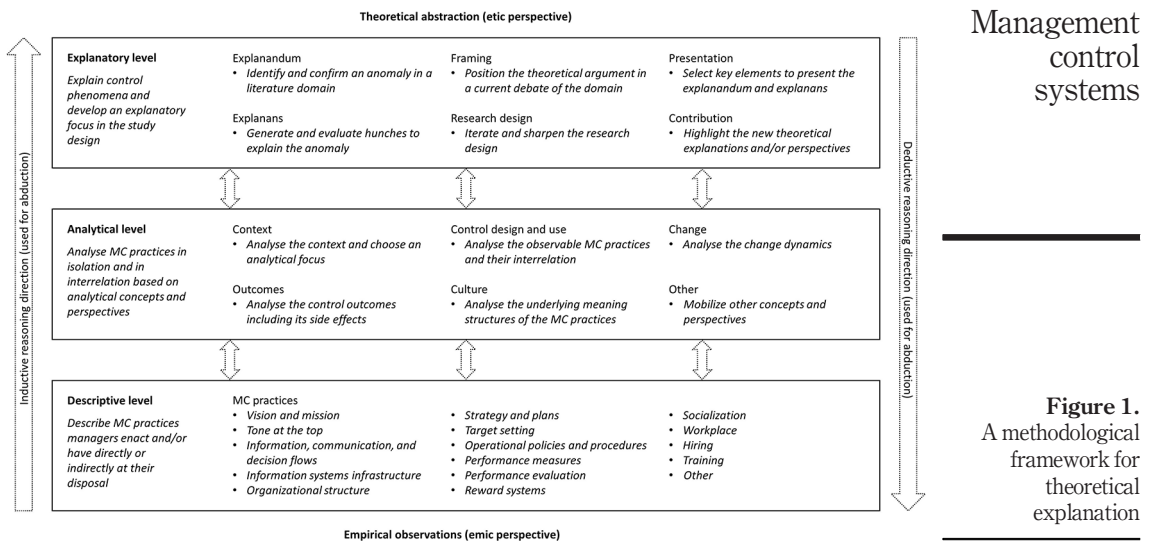 Theoretical abstraction (etic perspective)
Management
control
systems
Inductive reasoning direction (used for abduction)
Explanatory level
Explain control
phenomena and
develop an explanatory
focus in the study
design
Explanandum
• Identify and confirm an anomaly in a
literature domain
Explanans
• Generate and evaluate hunches to
explain the anomaly
Framing
• Position the theoretical argument in
a current debate of the domain
Research design
• Iterate and sharpen the research
design
Presentation
• Select key elements to present the
explanandum and explanans
Contribution
• Highlight the new theoretical
explanations and/or perspectives
Analytical level
Analyse MC practices in
isolation and in
interrelation based on
analytical concepts and
perspectives
Context
• Analyse the context and choose an
analytical focus
Outcomes
• Analyse the control outcomes
including its side effects
Control design and use
• Analyse the observable MC practices
and their interrelation
Culture
• Analyse the underlying meaning
structures of the MC practices
Change
• Analyse the change dynamics
Other
• Mobilize other concepts and
perspectives
Descriptive level
Describe MC practices
managers enact and/or
have directly or
indirectly at their
disposal
MC practices
• Vision and mission
• Tone at the top
• Information, communication, and
decision flows
• Information systems infrastructure
• Organizational structure
• Strategy and plans
• Target setting
• Operational policies and procedures
• Performance measures
• Performance evaluation
• Reward systems
• Socialization
• Workplace
• Hiring
• Training
• Other
Deductive reasoning direction (used for abduction)
Empirical observations (emic perspective)
Figure 1.
A methodological
framework for
theoretical
explanation